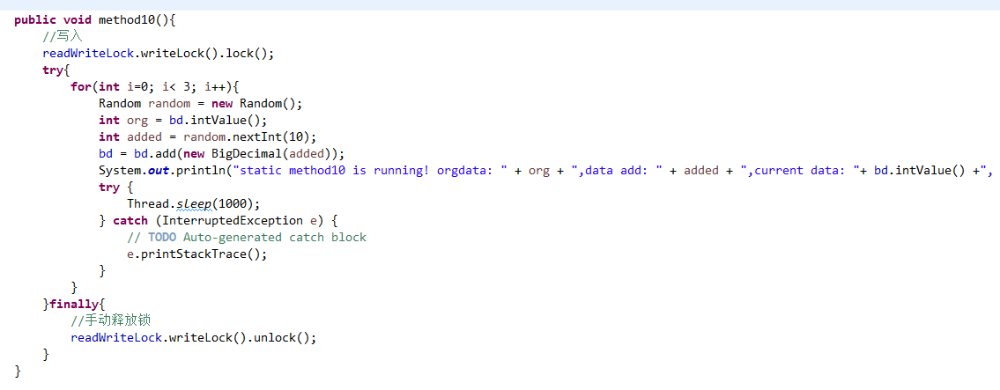 public void method10(){
//写入
readWriteLock.writeLock().lock();
try{
for(int i=0; i< 3; i++){
Random random = new Random();
int org = bd.intValue();
int added = random.nextInt(10);
bd = bd.add(new BigDecimal(added));
System.out.println("static method10 is running! orgdata: " + org + ",data add: " + added + ",current data: "+ bd.intValue() +",
try {
Thread.sleep(1000);
} catch (InterruptedException e) {
// TODO Auto-generated catch block
e.printStackTrace();
}
}
}finally{
//手动释放锁
readWriteLock.writeLock().unlock();
}
}